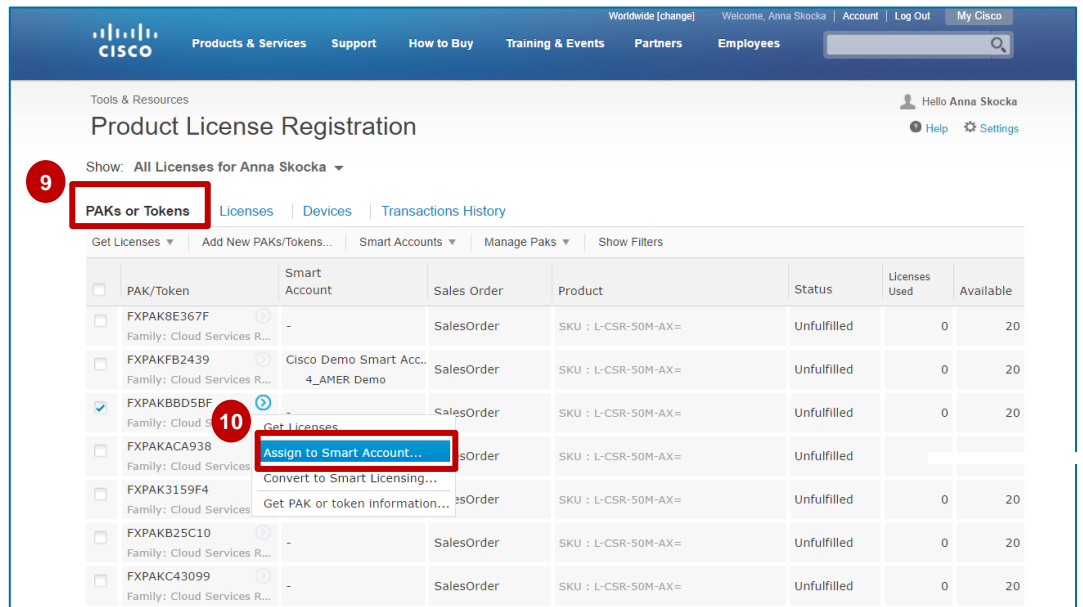 Worldwide [change] Welcome, Anna Skocka Account Log Out My Cisco
CISCO Products & Services Support How to Buy Training & Events Partners Employees
Tools & Resources
Hello Anna Skocka
Product License Registration
Help Settings
Show: All Licenses for Anna Skocka
9
PAKs or Tokens Licenses Devices Transactions History
Get Licenses Add New PAKs/Tokens... Smart Accounts Manage Paks Show Filters
PAK/Token Smart Account Sales Order Product Status Licenses Used Available
FXPAK8E367F - SalesOrder SKU : L-CSR-50M-AX= Unfulfilled 0 20
Family: Cloud Services R...
FXPAKFB2439 Cisco Demo Smart Acc.. SalesOrder SKU : L-CSR-50M-AX= Unfulfilled 0 20
Family: Cloud Services R... 4_AMER Demo
FXPAKBBD5BF - SalesOrder SKU : L-CSR-50M-AX= Unfulfilled 0 20
Family: Cloud S
10
Get Licenses
FXPAKACA938 Assign to Smart Account... sOrder SKU : L-CSR-50M-AX= Unfulfilled
Family: Cloud Services
Convert to Smart Licensing...
FXPAK3159F4 Get PAK or token information... esOrder SKU : L-CSR-50M-AX= Unfulfilled 0 20
Family: Cloud Services
FXPAKB25C10 - SalesOrder SKU : L-CSR-50M-AX= Unfulfilled 0 20
Family: Cloud Services R...
FXPAKC43099 - SalesOrder SKU : L-CSR-50M-AX= Unfulfilled 0 20
Family: Cloud Services R...